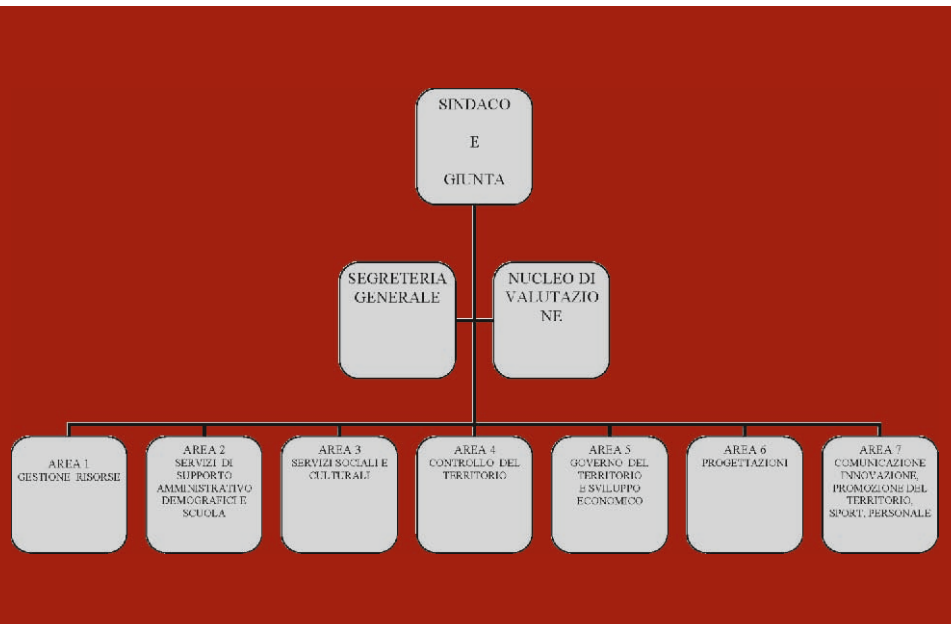 SINDACO
E
GIUNTA
SEGRETERIA
GENERALE
NUCLEO DI
VALUTAZIO
NE
AREA 1
GESTIONE RISORSE
AREA 2
SERVIZI DI
SUPPORTO
AMMINISTRATIVO
DEMOGRAFICI E
SCUOLA
AREA 3
SERVIZI SOCIALI E
CULTURALI
AREA 4
CONTROLLO DEL
TERRITORIO
AREA 5
GOVERNO DEL
TERRITORIO
E SVILUPPO
ECONOMICO
AREA 6
PROGETTAZIONI
AREA 7
COMUNICAZIONE
INNOVAZIONE,
PROMOZIONE DEL
TERRITORIO,
SPORT, PERSONALE